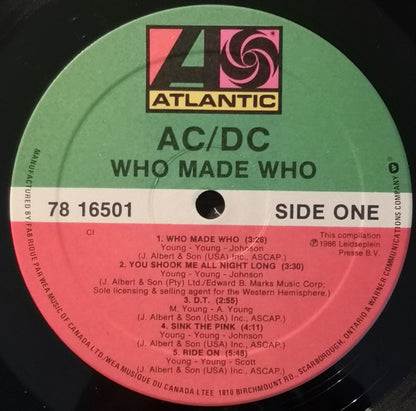 ATLANTIC
AC/DC
WHO MADE WHO
78 16501
SIDE ONE
CI
This compilation
℗ 1986 Leidseplein
Presse B.V.
1. WHO MADE WHO (3:26)
Young - Young - Johnson
(J. Albert & Son (USA) Inc., ASCAP.)
2. YOU SHOOK ME ALL NIGHT LONG (3:30)
Young - Young - Johnson
(J. Albert & Son (Pty) Ltd./Edward B. Marks Music Corp;
Sole licensing & selling agent for the Western Hemisphere.)
3. D.T. (2:55)
M. Young - A. Young
(J. Albert & Son (USA) Inc., ASCAP.)
4. SINK THE PINK (4:11)
Young - Young - Johnson
(J. Albert & Son (USA) Inc., ASCAP.)
5. RIDE ON (5:48)
Young - Young - Scott
(J. Albert & Son (USA) Inc., ASCAP.)
MANUFACTURED BY/FABRIQUE PAR WEA MUSIC OF CANADA LTD./WEA MUSIQUE DU CANADA LTEE 1810 BIRCHMOUNT RD., SCARBOROUGH, ONTARIO A WARNER COMMUNICATIONS COMPANY